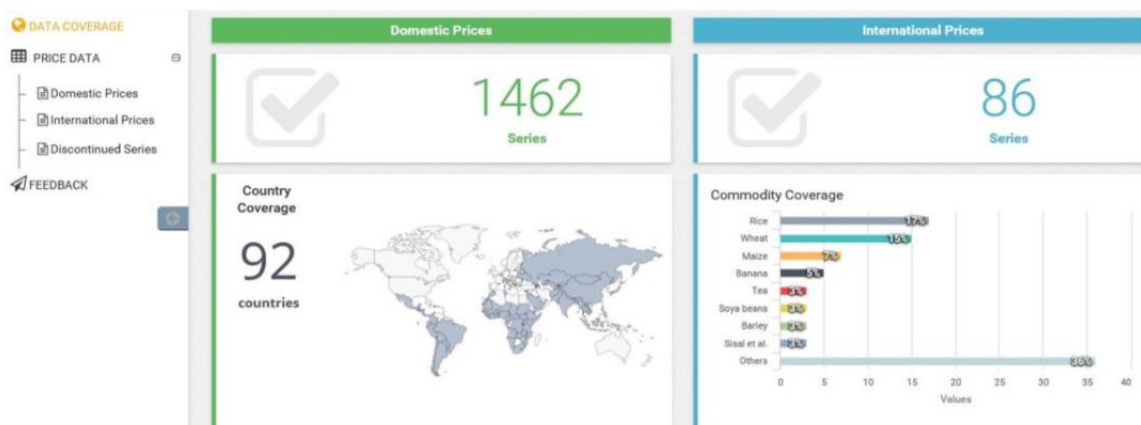 DATA COVERAGE
PRICE DATA
Domestic Prices
International Prices
Discontinued Series
FEEDBACK
Domestic Prices
1462
Series
Country
Coverage
92
countries
International Prices
86
Series
Commodity Coverage
Rice 17%
Wheat 15%
Maize 7%
Banana 5%
Tea 3%
Soya beans 3%
Barley 3%
Sisal et al. 3%
Others 36%
0 5 10 15 20 25 30 35 40
Values